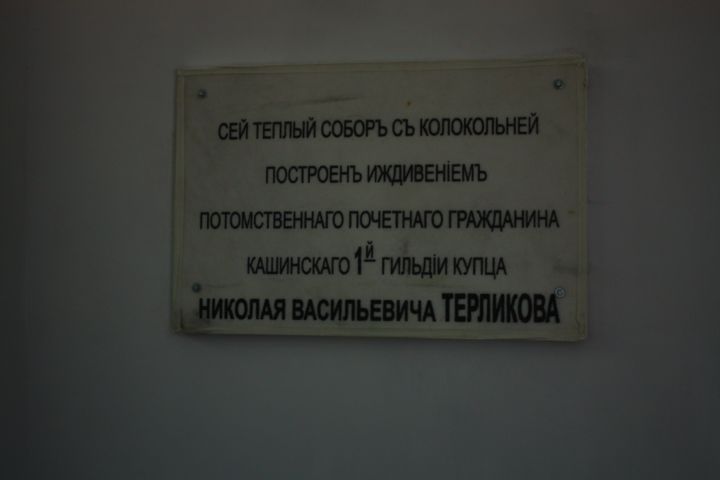 СЕЙ ТЕПЛЫЙ СОБОРЪ СЪ КОЛОКОЛЬНЕЙ
ПОСТРОЕНЪ ИЖДИВЕНIЕМЪ
ПОТОМСТВЕННАГО ПОЧЕТНАГО ГРАЖДАНИНА
КАШИНСКАГО 1й ГИЛЬДIИ КУПЦА
НИКОЛАЯ ВАСИЛЬЕВИЧА ТЕРЛИКОВА